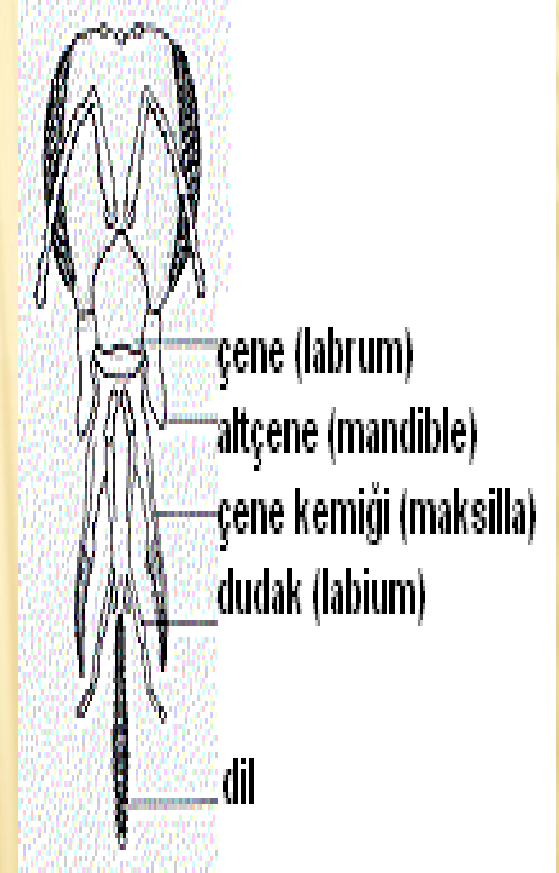 çene (labrum)
altçene (mandible)
çene kemiği (maksilla)
dudak (labium)
dil